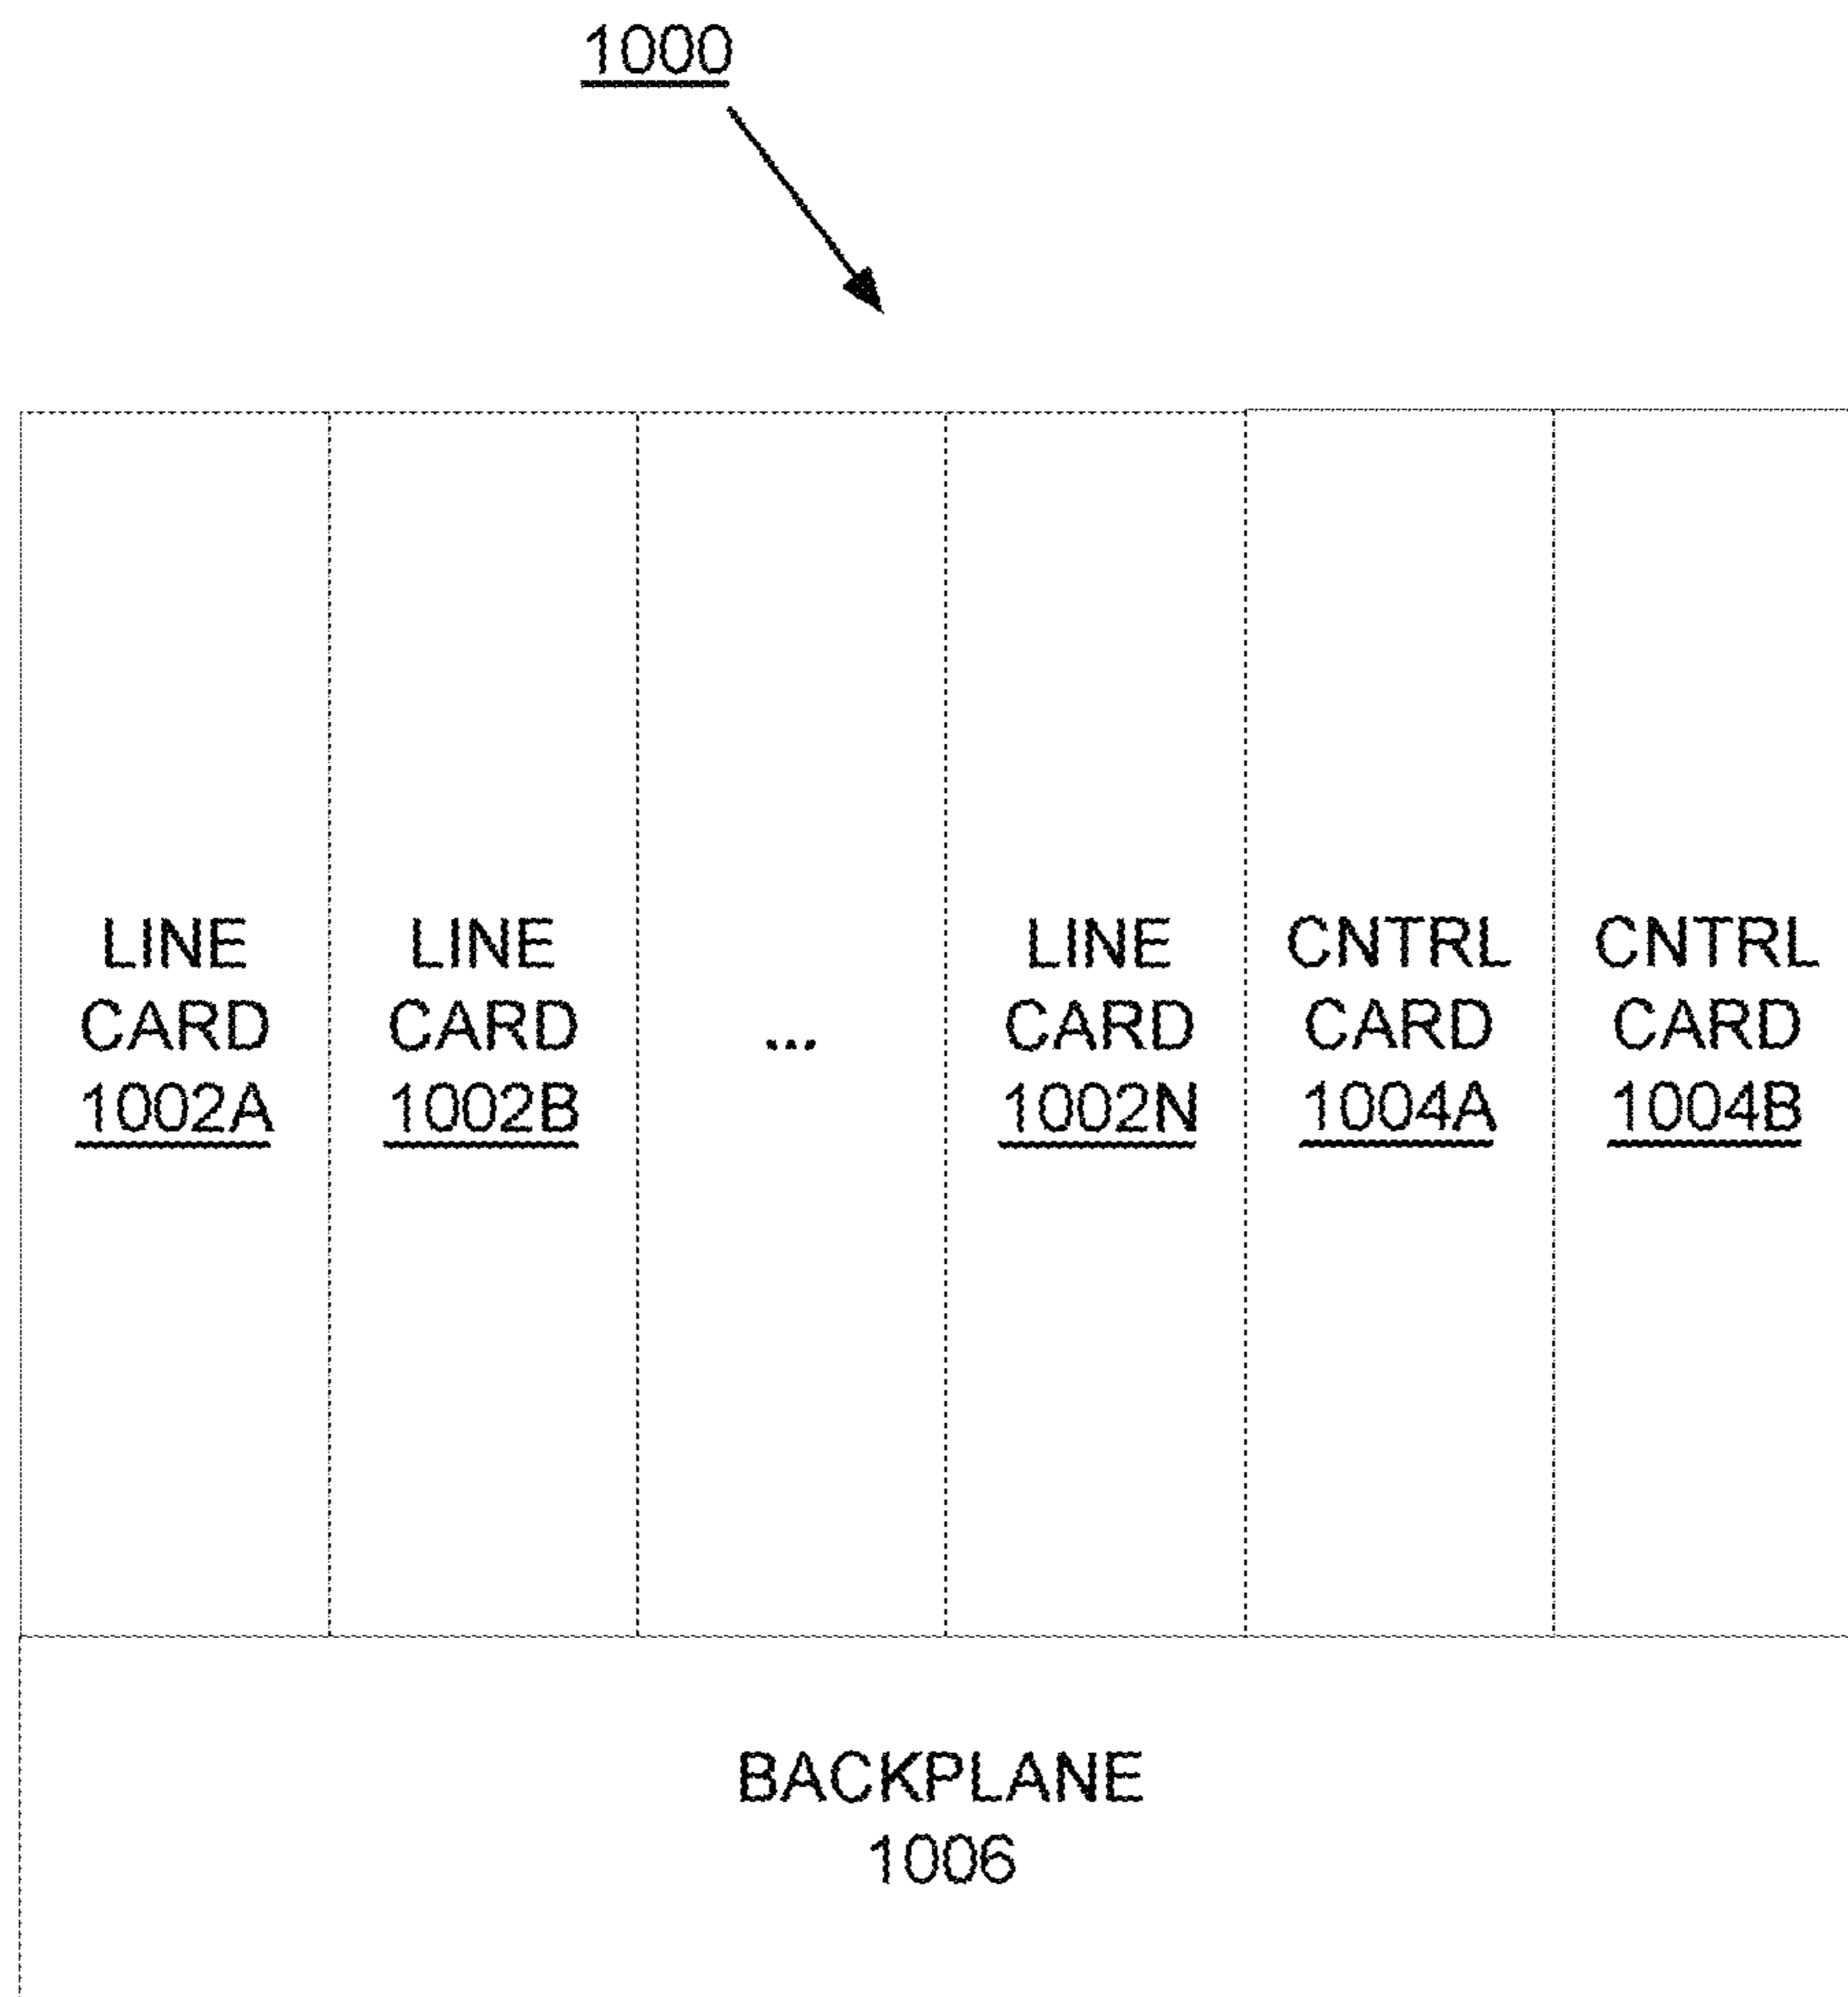 1000
LINE
CARD
1002A
LINE
CARD
1002B
...
LINE
CARD
1002N
CNTRL
CARD
1004A
CNTRL
CARD
1004B
BACKPLANE
1006